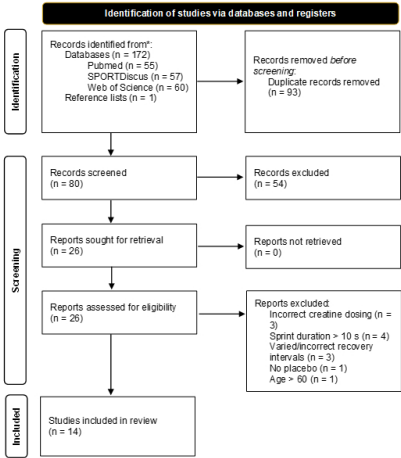 Identification of studies via databases and registers
Identification
Records identified from*:
Databases (n = 172)
Pubmed (n = 55)
SPORTDiscus (n = 57)
Web of Science (n = 60)
Reference lists (n = 1)
Records removed before
screening:
Duplicate records removed
(n = 93)
Screening
Records screened
(n = 80)
Records excluded
(n = 54)
Reports sought for retrieval
(n = 26)
Reports not retrieved
(n = 0)
Reports assessed for eligibility
(n = 26)
Reports excluded:
Incorrect creatine dosing (n =
3)
Sprint duration > 10 s (n = 4)
Varied/incorrect recovery
intervals (n = 3)
No placebo (n = 1)
Age > 60 (n = 1)
Included
Studies included in review
(n = 14)